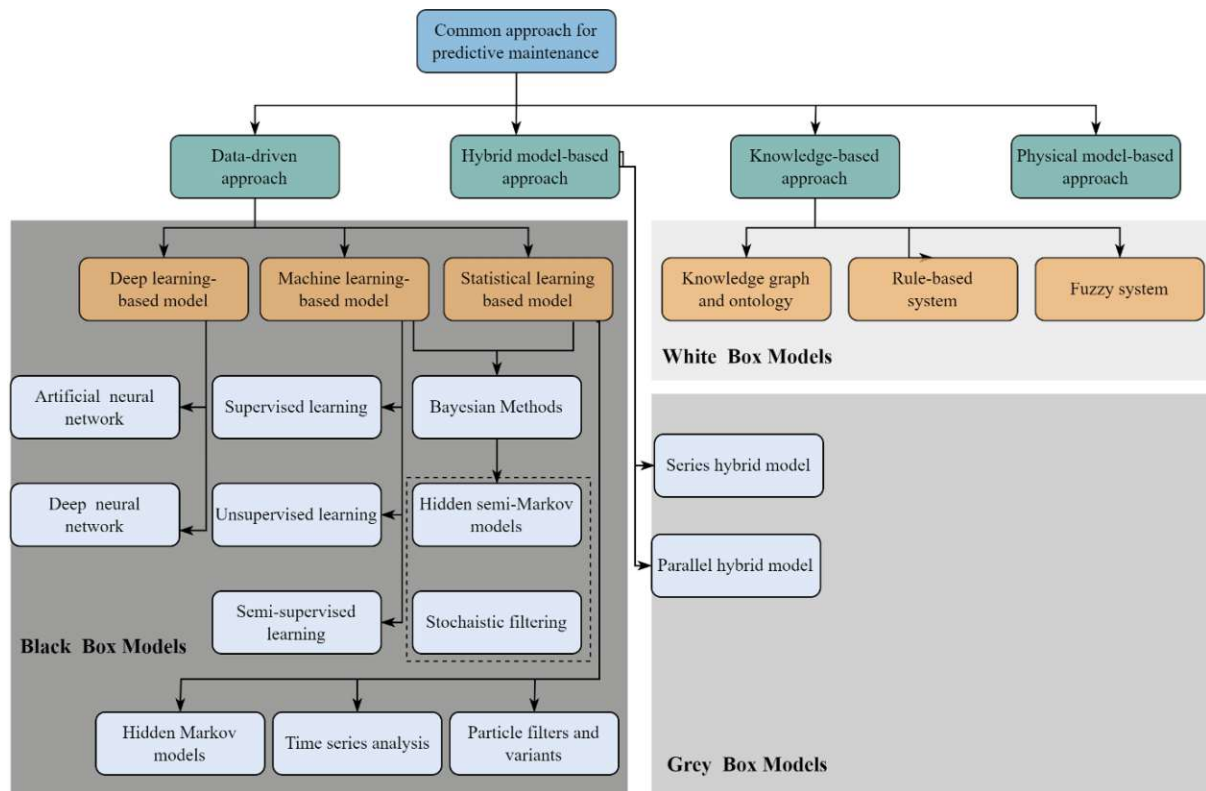 Common approach for
predictive maintenance
Data-driven
approach
Hybrid model-based
approach
Knowledge-based
approach
Physical model-based
approach
Deep learning-
based model
Machine learning-
based model
Statistical learning
based model
Knowledge graph
and ontology
Rule-based
system
Fuzzy system
White Box Models
Artificial neural
network
Supervised learning
Bayesian Methods
Series hybrid model
Deep neural
network
Unsupervised learning
Hidden semi-Markov
models
Parallel hybrid model
Semi-supervised
learning
Stochaistic filtering
Black Box Models
Hidden Markov
models
Time series analysis
Particle filters and
variants
Grey Box Models